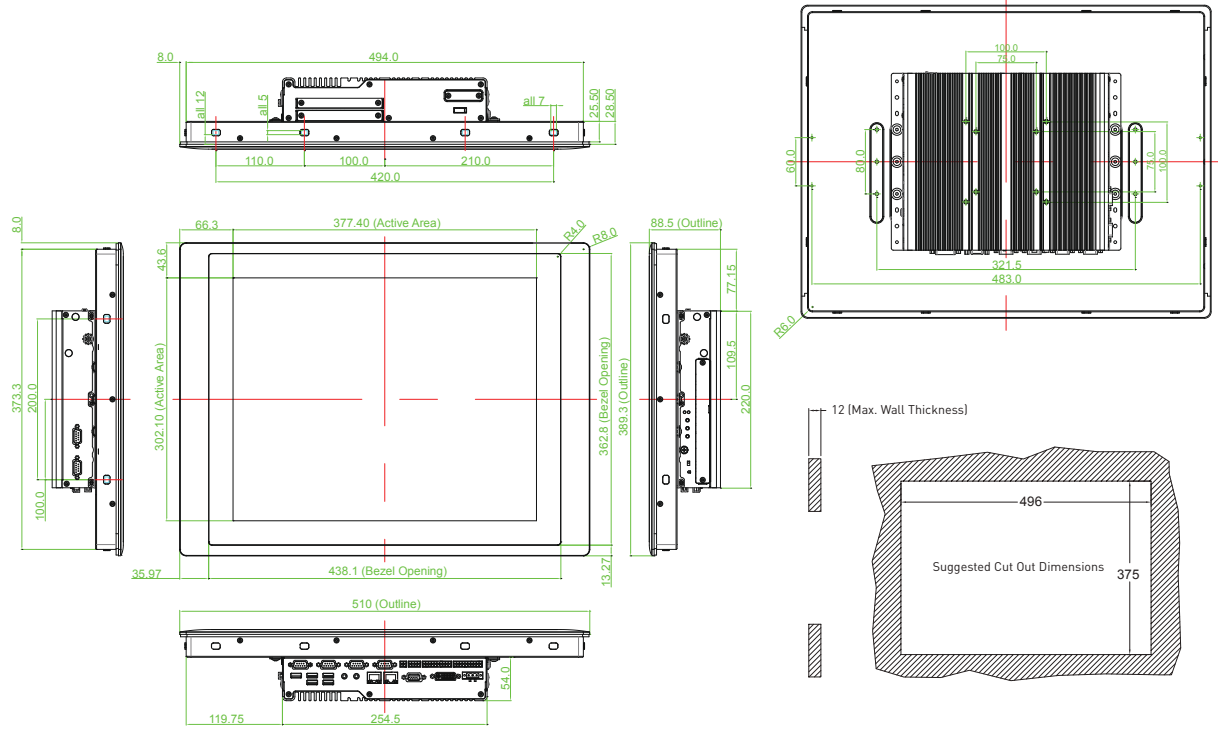 8.0
494.0
all 12
all 5
all 7
25.50
28.50
110.0
100.0
210.0
420.0
100.0
75.0
60.0
80.0
75.0
100.0
321.5
483.0
R6.0
8.0
66.3
377.40 (Active Area)
R4.0
R8.0
43.6
302.10 (Active Area)
362.8 (Bezel Opening)
389.3 (Outline)
35.97
438.1 (Bezel Opening)
13.27
373.3
200.0
100.0
88.5 (Outline)
77.15
109.5
220.0
12 (Max. Wall Thickness)
496
Suggested Cut Out Dimensions
375
510 (Outline)
54.0
119.75
254.5